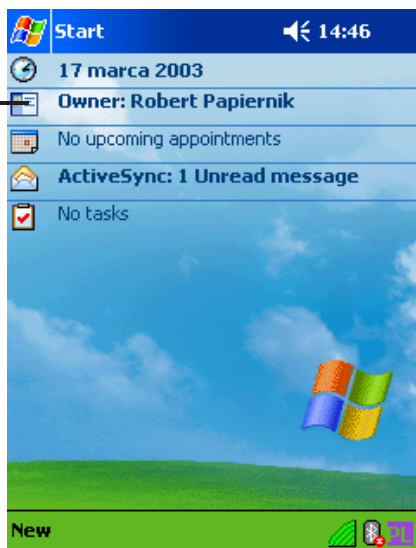 Start 14:46
17 marca 2003
Owner: Robert Papiernik
No upcoming appointments
ActiveSync: 1 Unread message
No tasks
New PL